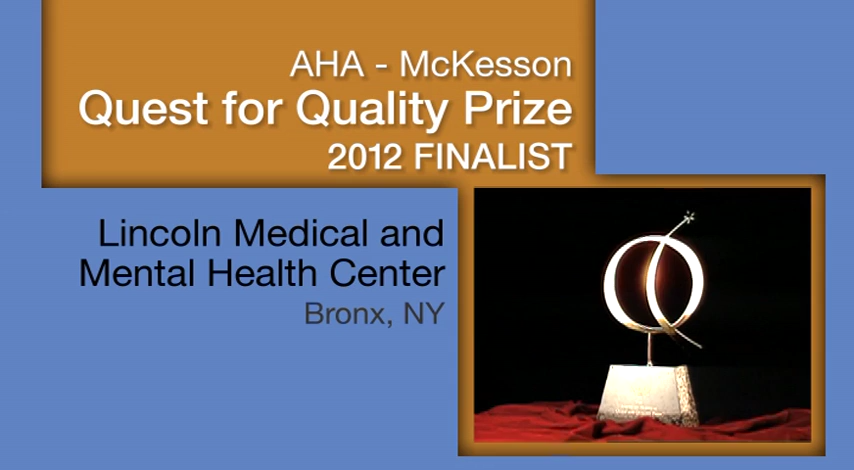 AHA - McKesson
Quest for Quality Prize
2012 FINALIST
Lincoln Medical and
Mental Health Center
Bronx, NY